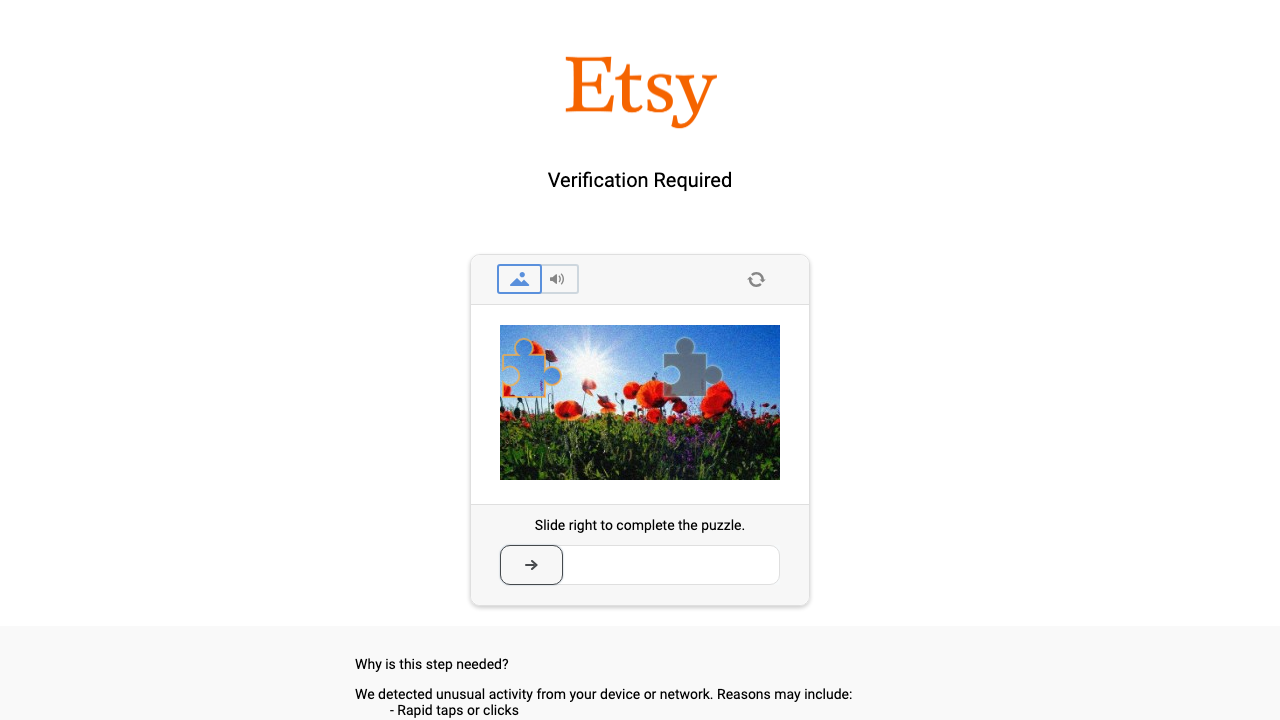 Etsy
Verification Required
Slide right to complete the puzzle.
Why is this step needed?
We detected unusual activity from your device or network. Reasons may include:
- Rapid taps or clicks